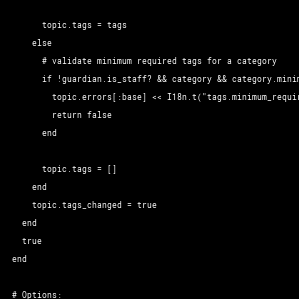 topic.tags = tags
else
# validate minimum required tags for a category
if !guardian.is_staff? && category && category.minim
topic.errors[:base] << I18n.t("tags.minimum_requir
return false
end
topic.tags = []
end
topic.tags_changed = true
end
true
end
# Options: